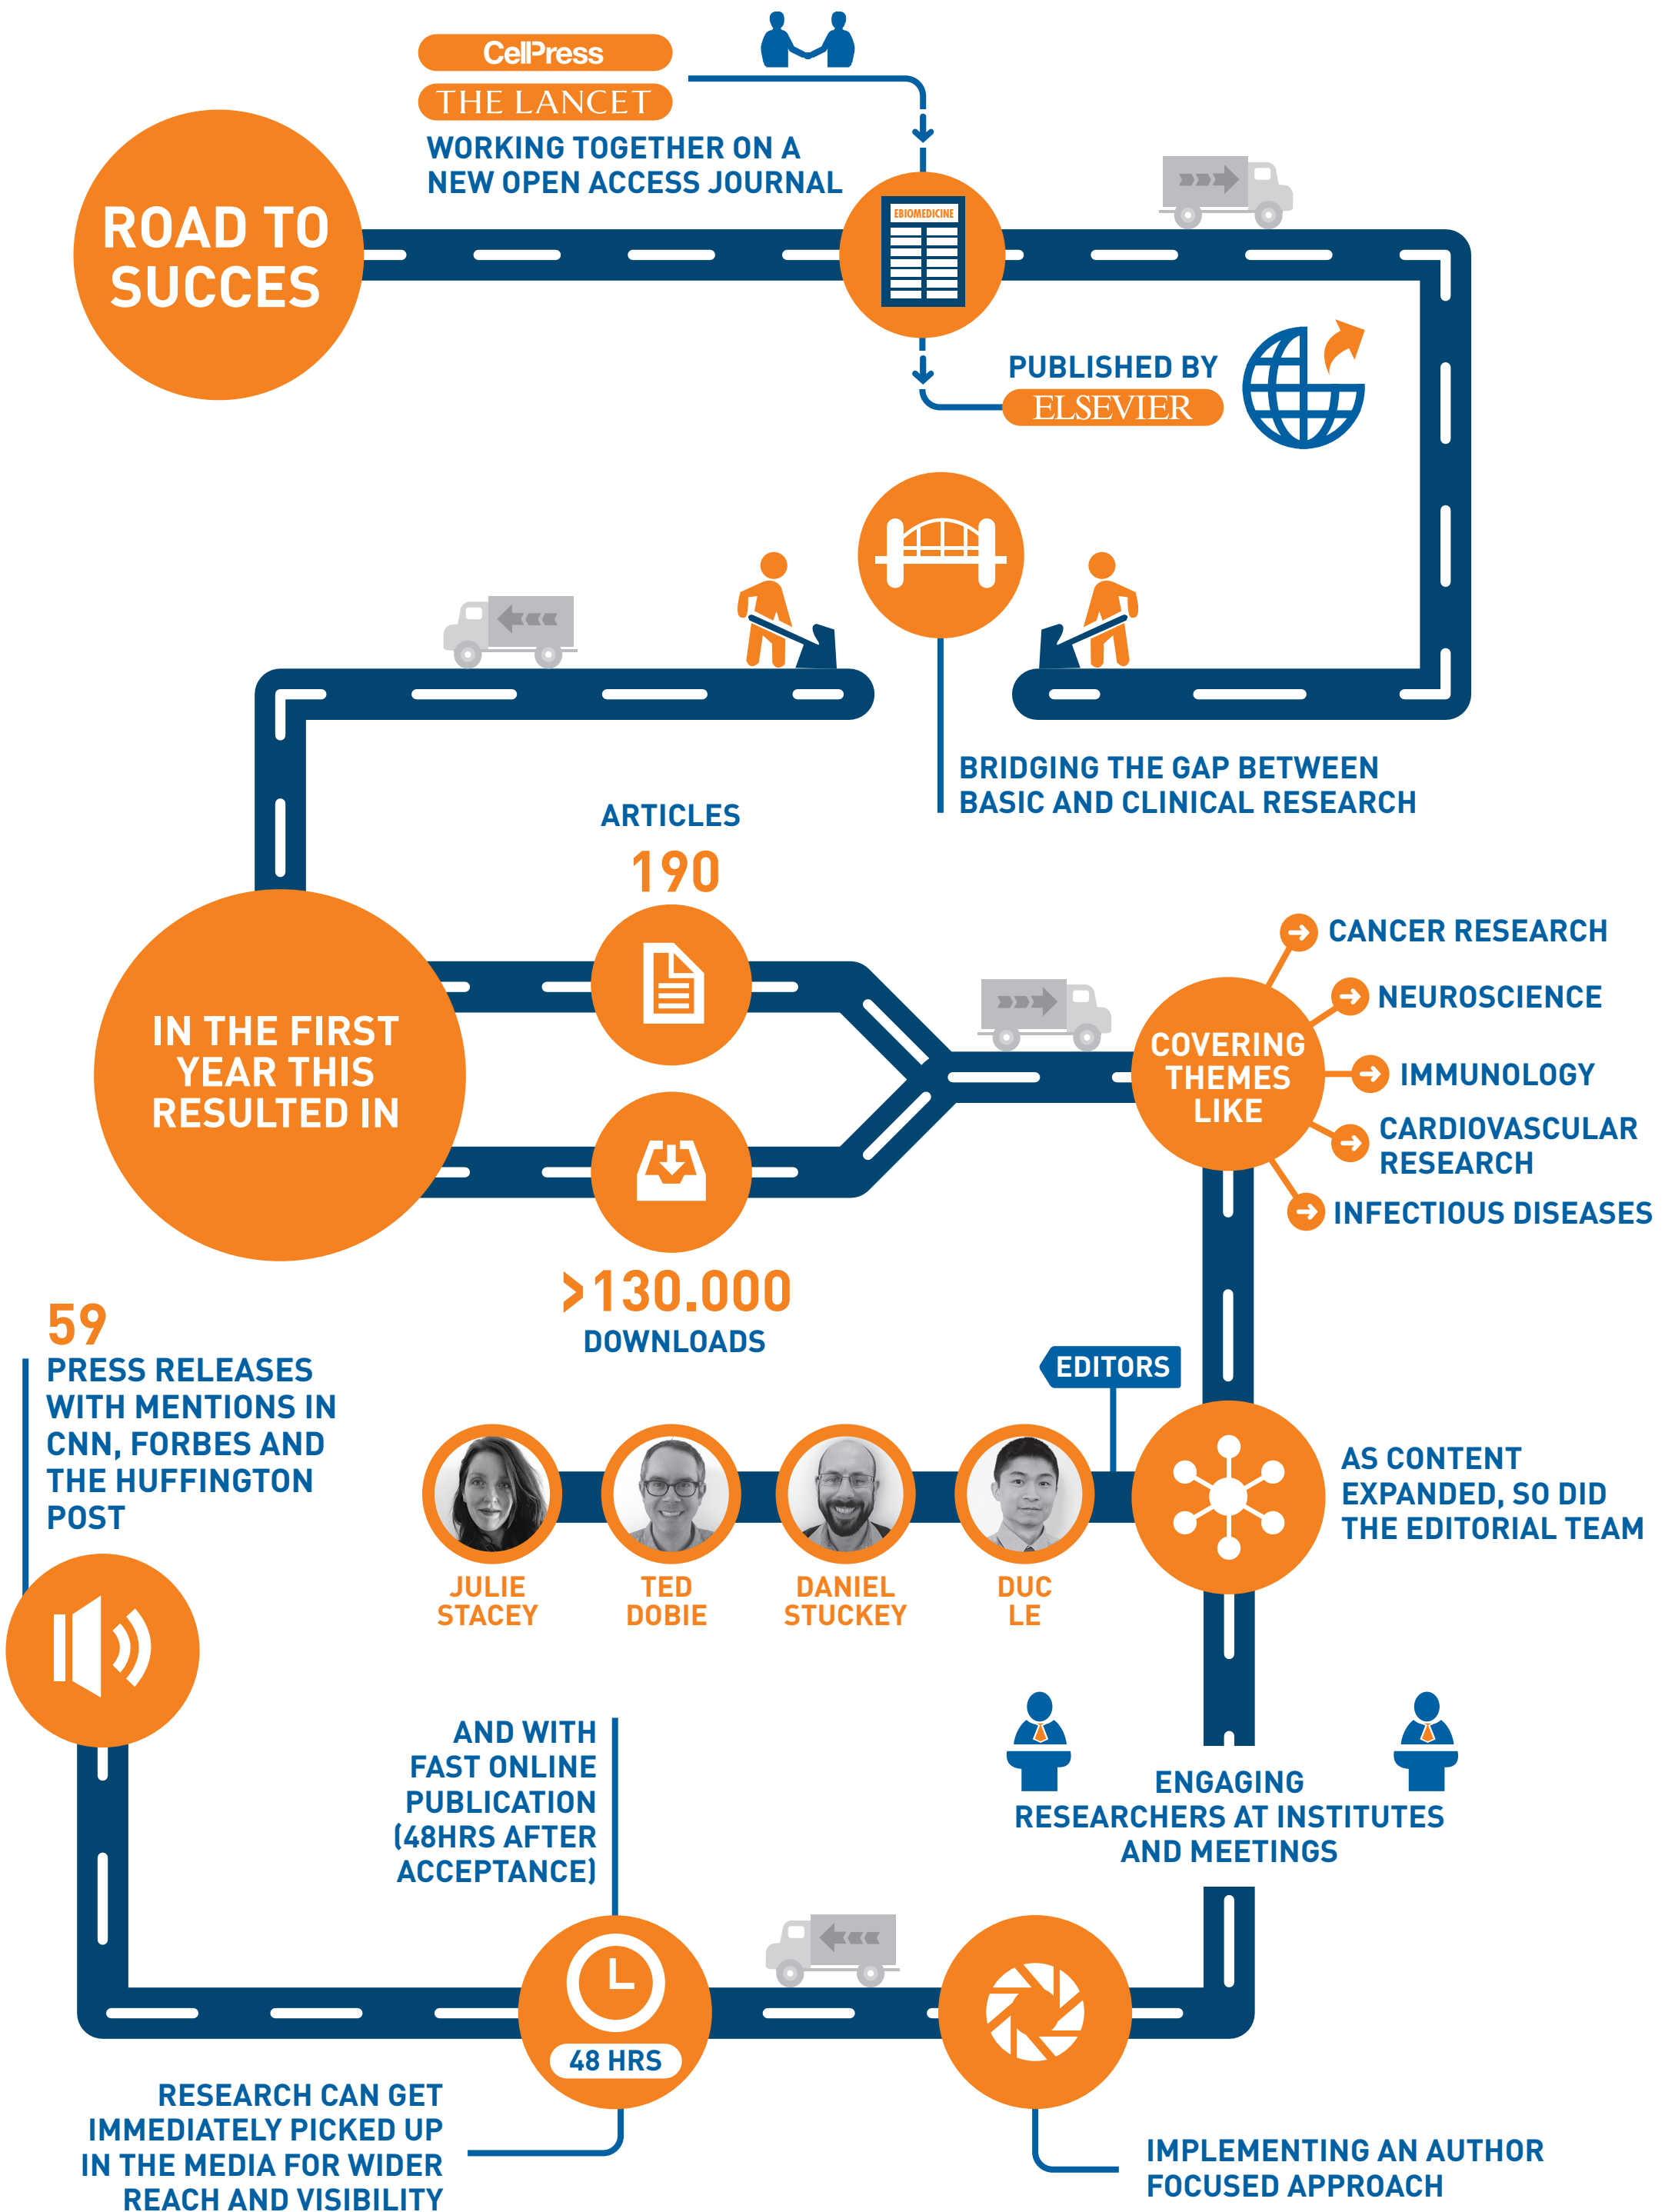 CellPress
THE LANCET
WORKING TOGETHER ON A
NEW OPEN ACCESS JOURNAL
ROAD TO
SUCCES
EBIOMEDICINE
PUBLISHED BY
ELSEVIER
BRIDGING THE GAP BETWEEN
BASIC AND CLINICAL RESEARCH
ARTICLES
190
IN THE FIRST
YEAR THIS
RESULTED IN
>130.000
DOWNLOADS
COVERING
THEMES
LIKE
CANCER RESEARCH
NEUROSCIENCE
IMMUNOLOGY
CARDIOVASCULAR
RESEARCH
INFECTIOUS DISEASES
EDITORS
AS CONTENT
EXPANDED, SO DID
THE EDITORIAL TEAM
JULIE
STACEY
TED
DOBIE
DANIEL
STUCKEY
DUC
LE
ENGAGING
RESEARCHERS AT INSTITUTES
AND MEETINGS
IMPLEMENTING AN AUTHOR
FOCUSED APPROACH
AND WITH
FAST ONLINE
PUBLICATION
(48HRS AFTER
ACCEPTANCE)
48 HRS
RESEARCH CAN GET
IMMEDIATELY PICKED UP
IN THE MEDIA FOR WIDER
REACH AND VISIBILITY
59
PRESS RELEASES
WITH MENTIONS IN
CNN, FORBES AND
THE HUFFINGTON
POST